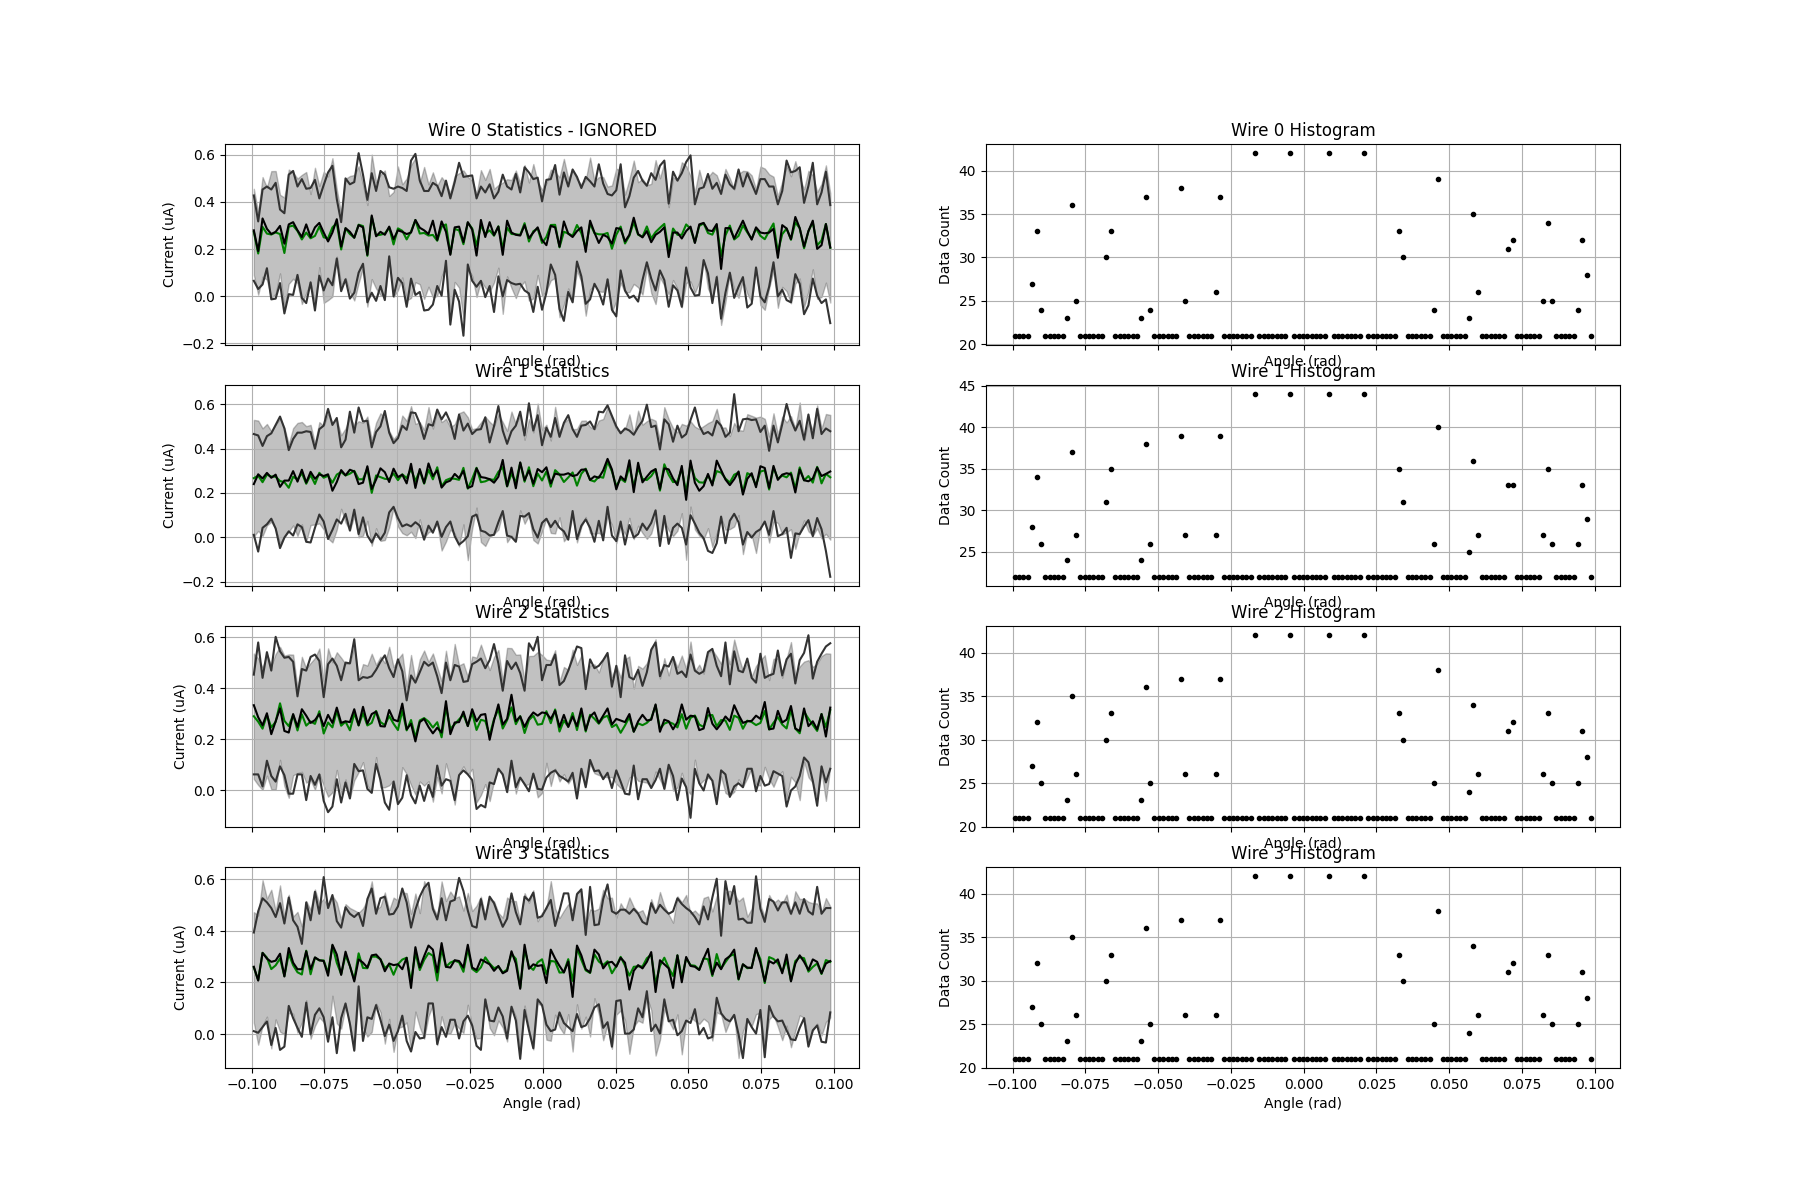 Wire 0 Statistics - IGNORED
Current (uA)
0.6
0.4
0.2
0.0
−0.2
Angle (rad)
Wire 0 Histogram
Data Count
40
35
30
25
20
Angle (rad)
Wire 1 Statistics
Current (uA)
0.6
0.4
0.2
0.0
−0.2
Angle (rad)
Wire 1 Histogram
Data Count
45
40
35
30
25
Angle (rad)
Wire 2 Statistics
Current (uA)
0.6
0.4
0.2
0.0
Angle (rad)
Wire 2 Histogram
Data Count
40
35
30
25
20
Angle (rad)
Wire 3 Statistics
Current (uA)
0.6
0.4
0.2
0.0
−0.100 −0.075 −0.050 −0.025 0.000 0.025 0.050 0.075 0.100
Angle (rad)
Wire 3 Histogram
Data Count
40
35
30
25
20
−0.100 −0.075 −0.050 −0.025 0.000 0.025 0.050 0.075 0.100
Angle (rad)